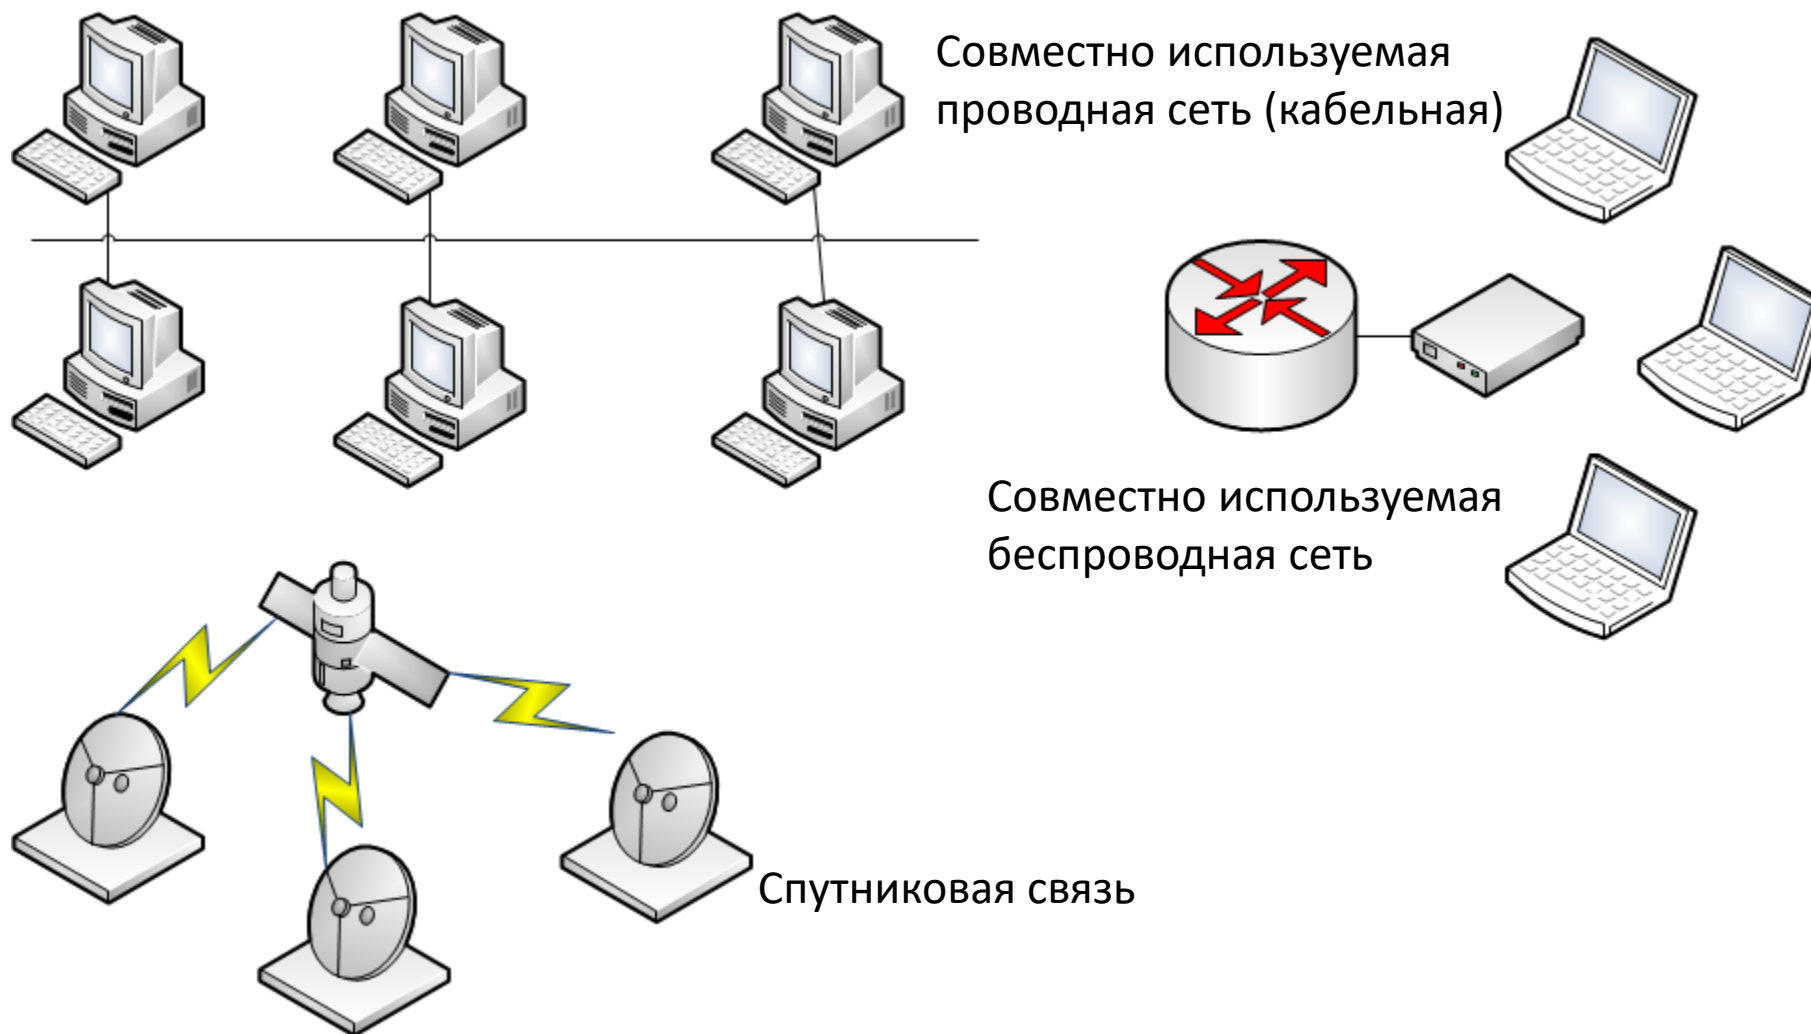 Совместно используемая
проводная сеть (кабельная)
Совместно используемая
беспроводная сеть
Спутниковая связь